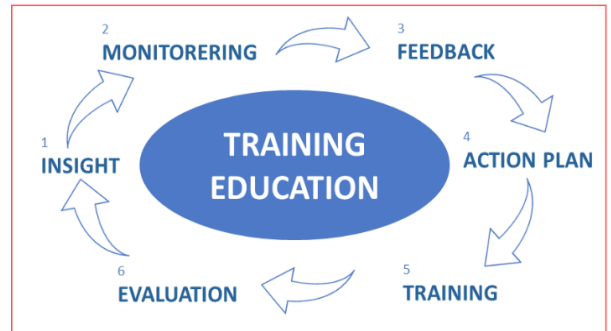 1
INSIGHT
2
MONITORERING
3
FEEDBACK
4
ACTION PLAN
5
TRAINING
6
EVALUATION
TRAINING
EDUCATION